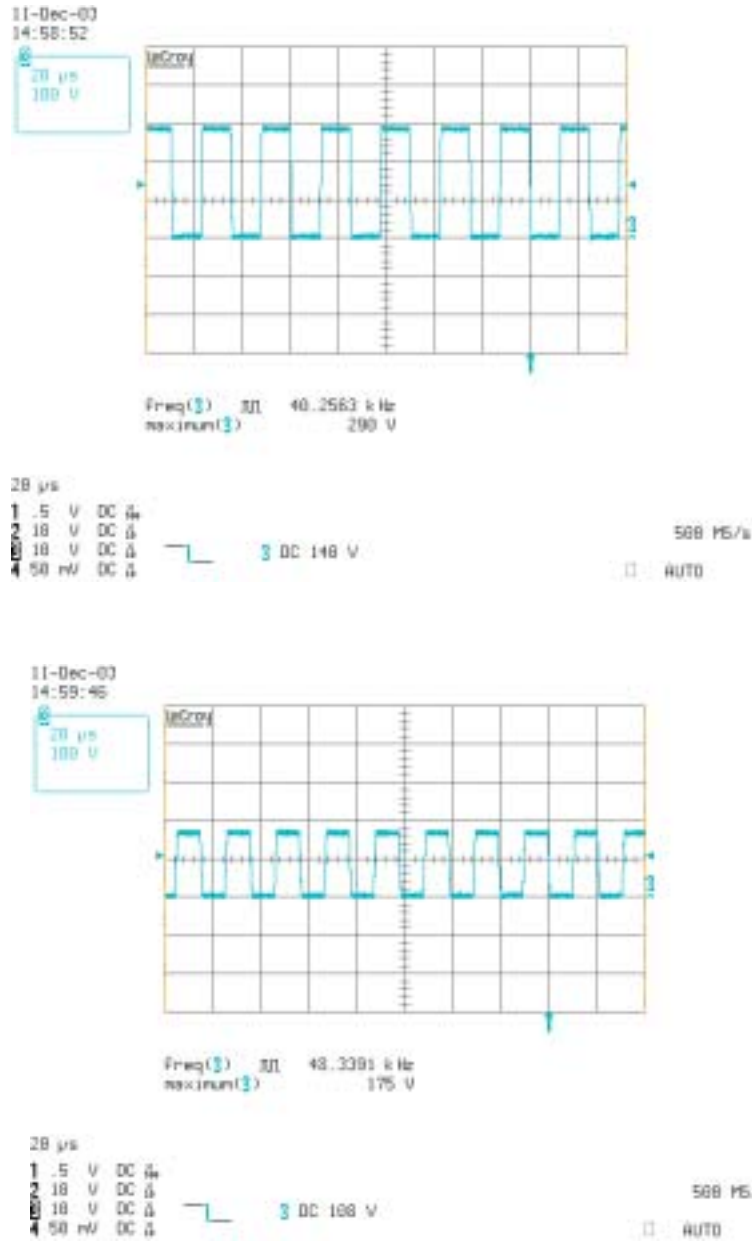 11-Dec-03
14:58:52
20 µs
100 V
LeCroy
Freq(3) 40.2563 kHz
maximum(3) 290 V
20 µs
1 .5 V DC
2 10 V DC
3 10 V DC
4 50 mV DC
3 DC 140 V
500 MS/s
AUTO
11-Dec-03
14:59:46
20 µs
100 V
LeCroy
Freq(3) 48.3391 kHz
maximum(3) 175 V
20 µs
1 .5 V DC
2 10 V DC
3 10 V DC
4 50 mV DC
3 DC 108 V
500 MS
AUTO